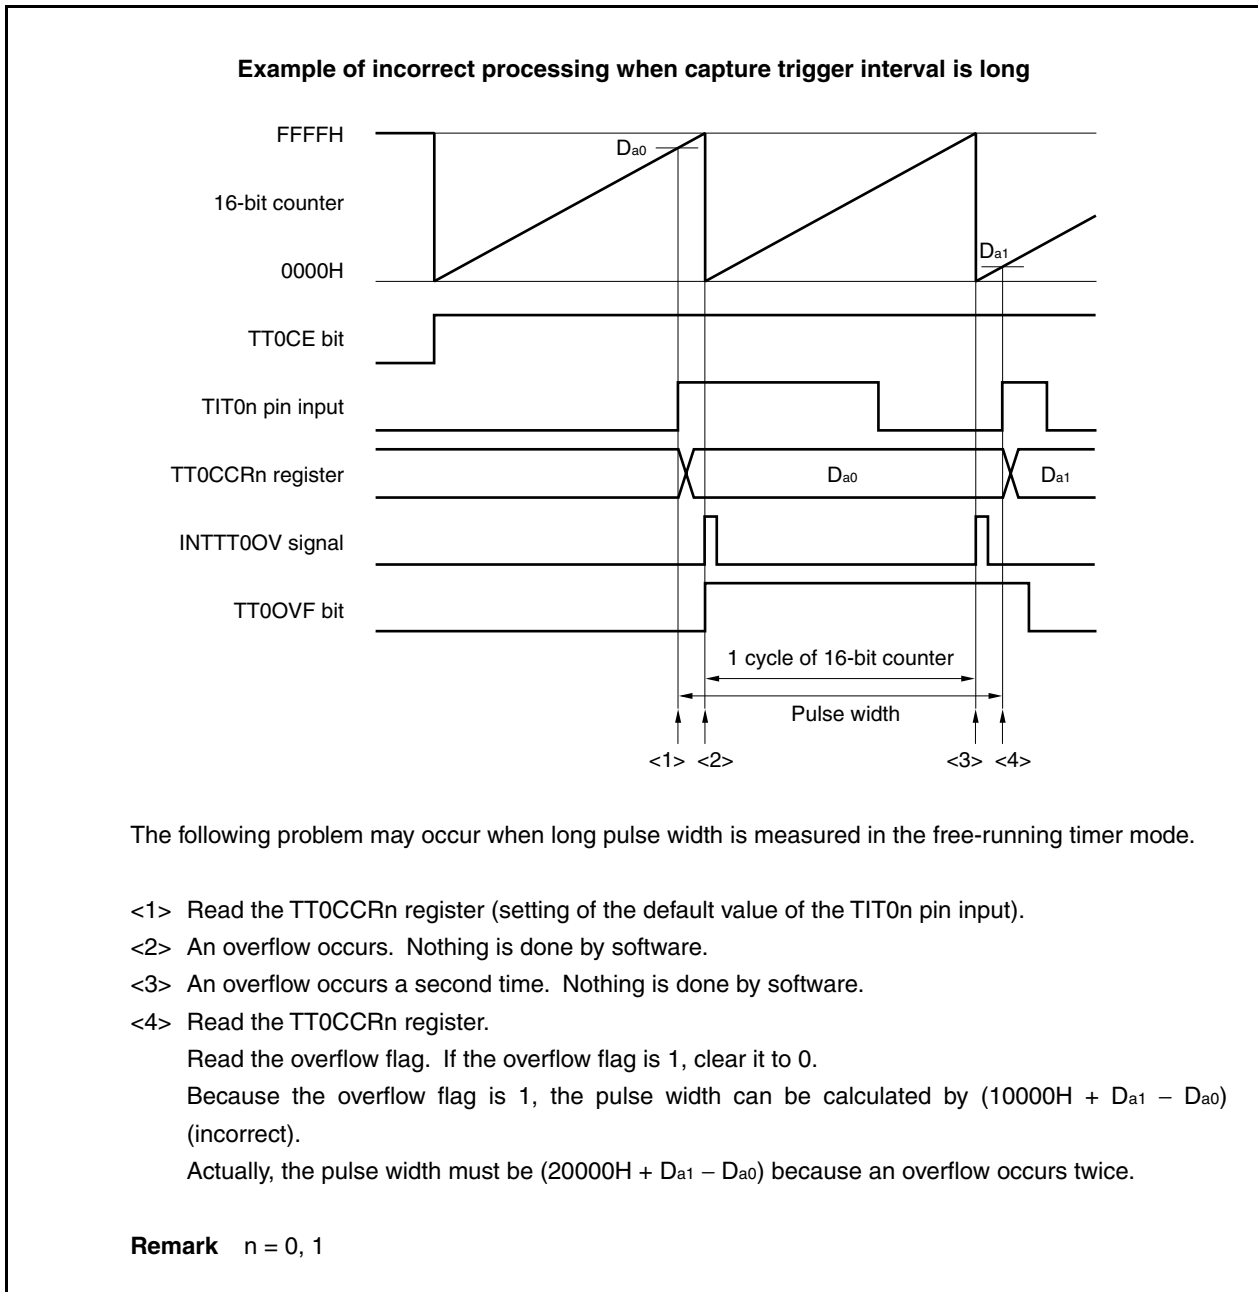 Example of incorrect processing when capture trigger interval is long
FFFFH
Da0
16-bit counter
Da1
0000H
TT0CE bit
TIT0n pin input
TT0CCRn register
Da0
Da1
INTTT0OV signal
TT0OVF bit
1 cycle of 16-bit counter
Pulse width
<1> <2> <3> <4>
The following problem may occur when long pulse width is measured in the free-running timer mode.
<1> Read the TT0CCRn register (setting of the default value of the TIT0n pin input).
<2> An overflow occurs. Nothing is done by software.
<3> An overflow occurs a second time. Nothing is done by software.
<4> Read the TT0CCRn register.
Read the overflow flag. If the overflow flag is 1, clear it to 0.
Because the overflow flag is 1, the pulse width can be calculated by (10000H + Da1 − Da0)
(incorrect).
Actually, the pulse width must be (20000H + Da1 − Da0) because an overflow occurs twice.
Remark n = 0, 1